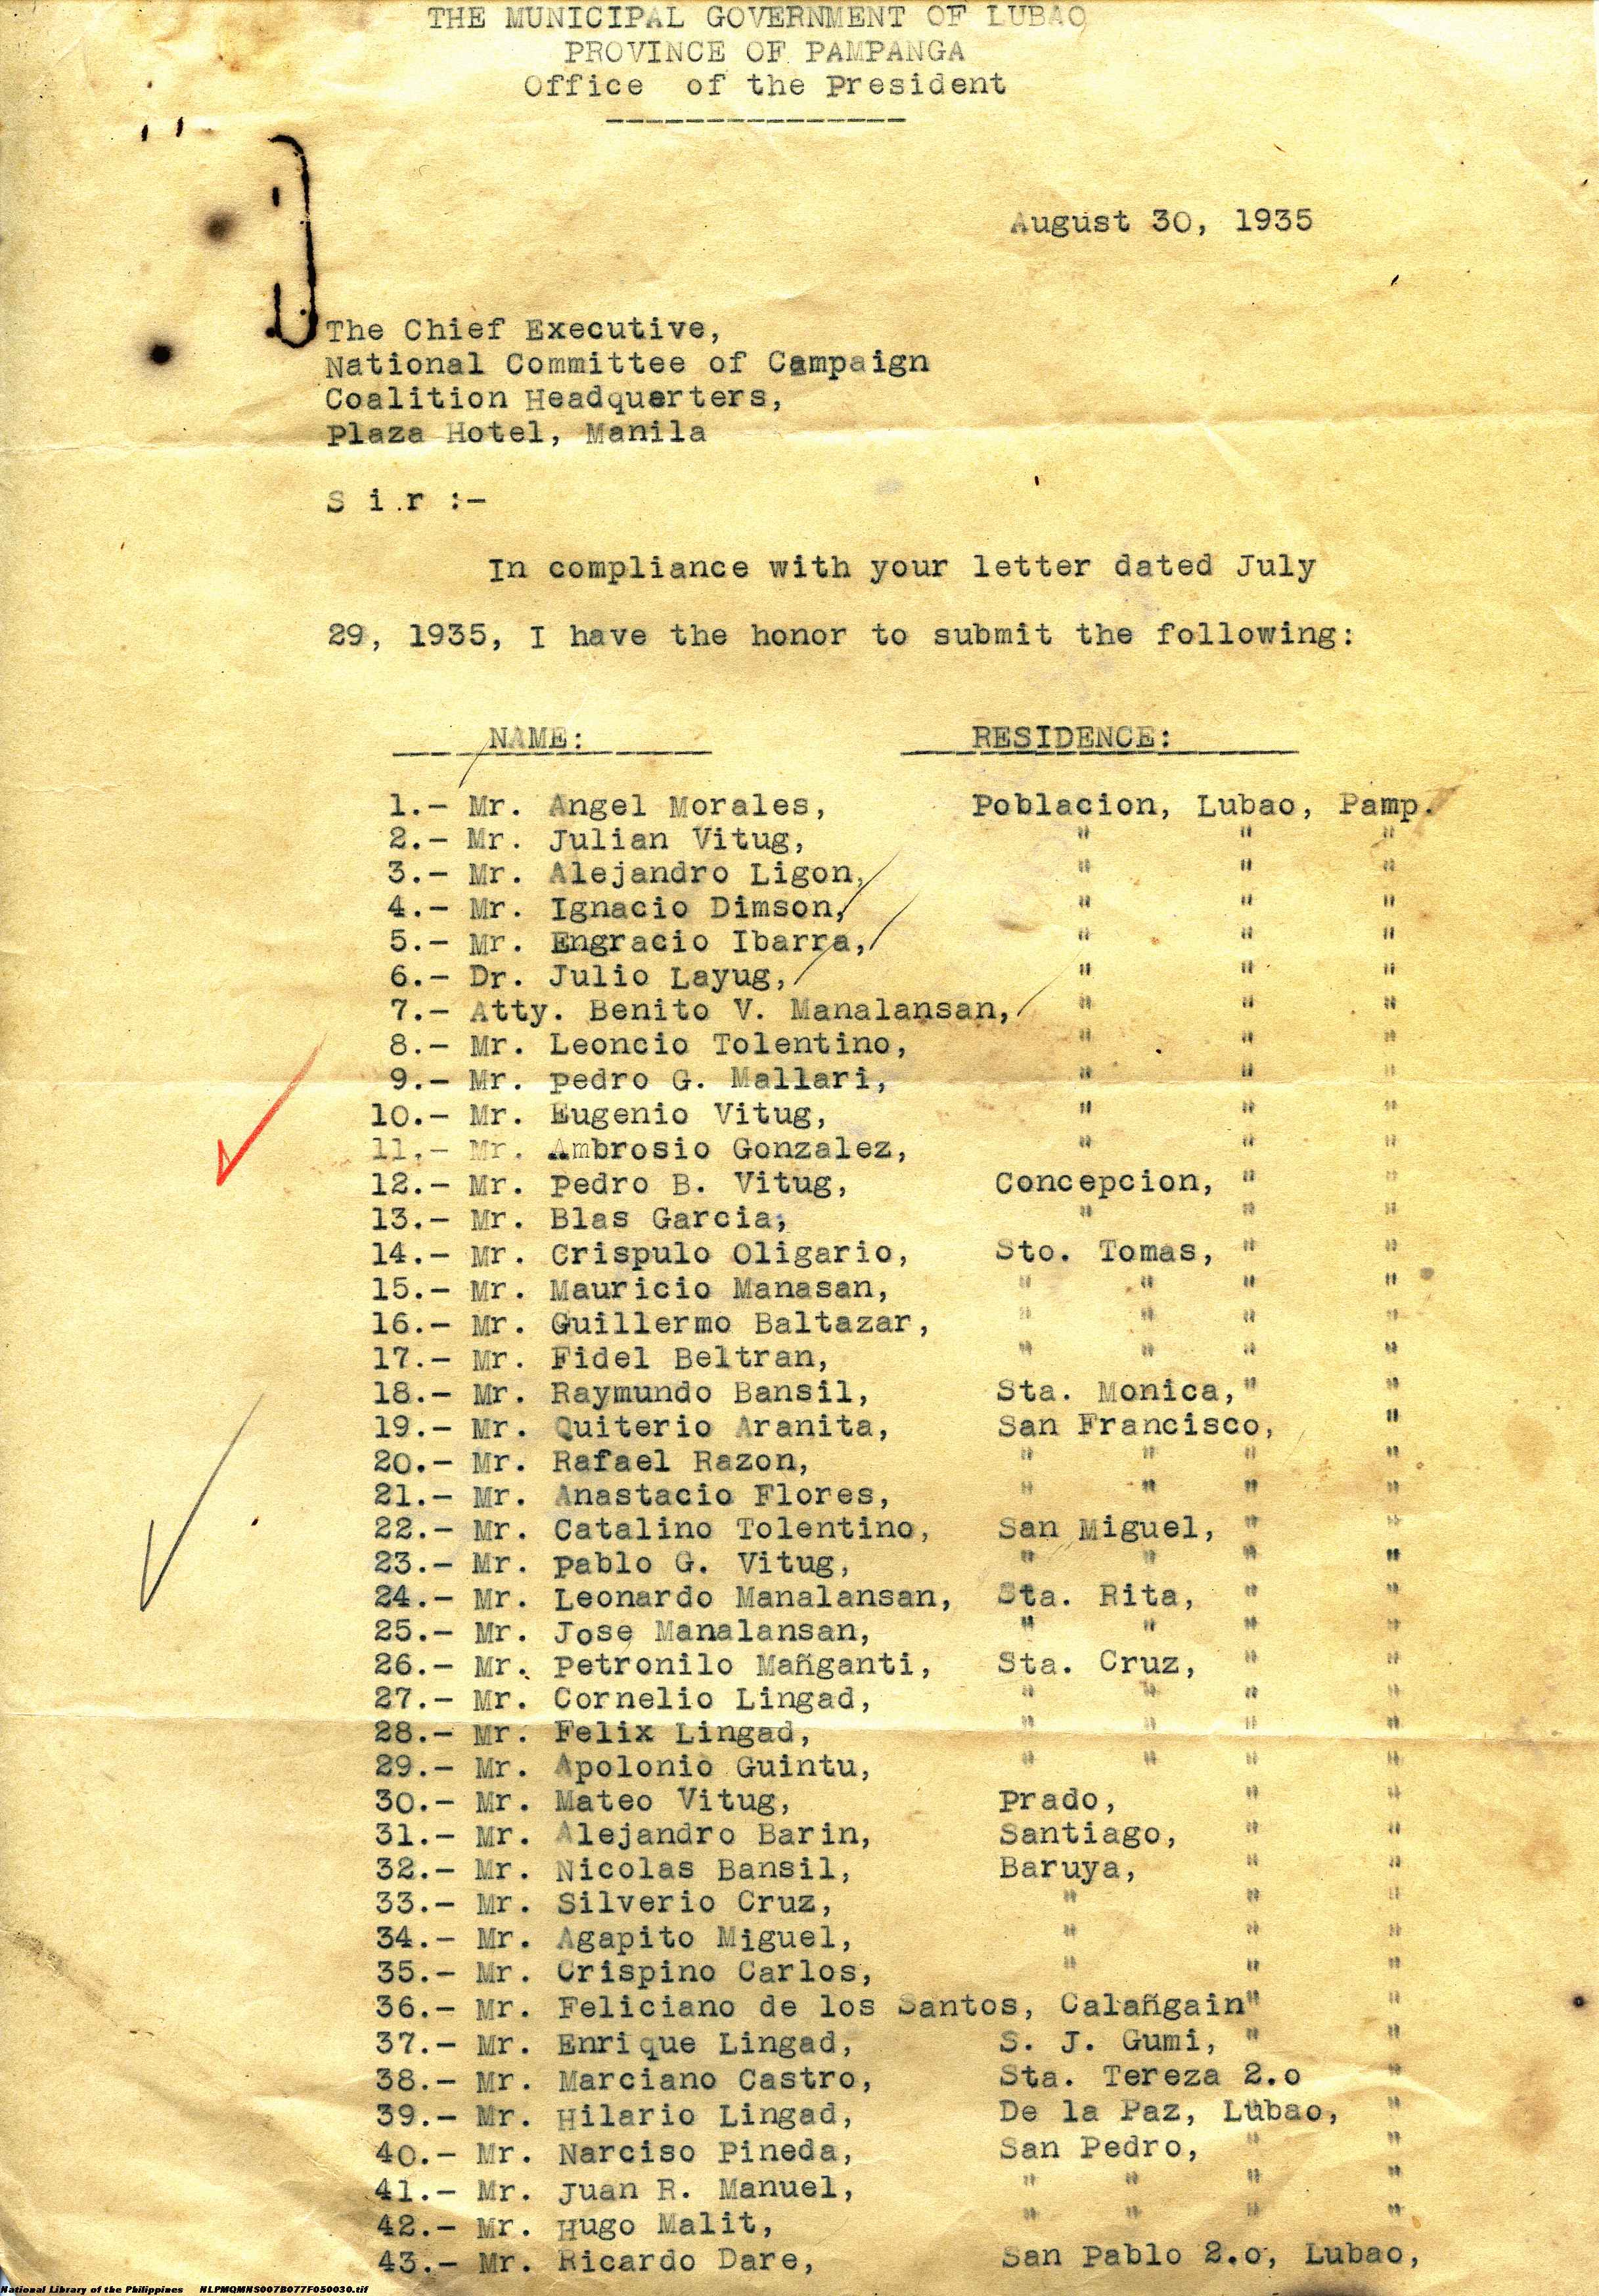 THE MUNICIPAL GOVERNMENT OF LUBAO
PROVINCE OF PAMPANGA
Office of the President
August 30, 1935
The Chief Executive,
National Committee of Campaign
Coalition Headquarters,
Plaza Hotel, Manila
S i r :-
In compliance with your letter dated July
29, 1935, I have the honor to submit the following:
NAME: RESIDENCE:
1.- Mr. Angel Morales, Poblacion, Lubao, Pamp.
2.- Mr. Julian Vitug, " " "
3.- Mr. Alejandro Ligon, " " "
4.- Mr. Ignacio Dimson, " " "
5.- Mr. Engracio Ibarra, " " "
6.- Dr. Julio Layug, " " "
7.- Atty. Benito V. Manalansan, " " "
8.- Mr. Leoncio Tolentino, " " "
9.- Mr. Pedro G. Mallari, " " "
10.- Mr. Eugenio Vitug, " " "
11.- Mr. Ambrosio Gonzalez, " " "
12.- Mr. Pedro B. Vitug, Concepcion, " "
13.- Mr. Blas Garcia, " " "
14.- Mr. Crispulo Oligario, Sto. Tomas, " "
15.- Mr. Mauricio Manasan, " " " "
16.- Mr. Guillermo Baltazar, " " " "
17.- Mr. Fidel Beltran, " " " "
18.- Mr. Raymundo Bansil, Sta. Monica, " "
19.- Mr. Quiterio Aranita, San Francisco, "
20.- Mr. Rafael Razon, " " " "
21.- Mr. Anastacio Flores, " " " "
22.- Mr. Catalino Tolentino, San Miguel, " "
23.- Mr. Pablo G. Vitug, " " " "
24.- Mr. Leonardo Manalansan, Sta. Rita, " "
25.- Mr. Jose Manalansan, " " " "
26.- Mr. Petronilo Mañganti, Sta. Cruz, " "
27.- Mr. Cornelio Lingad, " " " "
28.- Mr. Felix Lingad, " " " "
29.- Mr. Apolonio Guintu, " " " "
30.- Mr. Mateo Vitug, Prado, " "
31.- Mr. Alejandro Barin, Santiago, " "
32.- Mr. Nicolas Bansil, Baruya, " "
33.- Mr. Silverio Cruz, " " "
34.- Mr. Agapito Miguel, " " "
35.- Mr. Crispino Carlos, " " "
36.- Mr. Feliciano de los Santos, Calañgain" "
37.- Mr. Enrique Lingad, S. J. Gumi, " "
38.- Mr. Marciano Castro, Sta. Tereza 2.o "
39.- Mr. Hilario Lingad, De la Paz, Lubao, "
40.- Mr. Narciso Pineda, San Pedro, " "
41.- Mr. Juan R. Manuel, " " " "
42.- Mr. Hugo Malit, " " " "
43.- Mr. Ricardo Dare, San Pablo 2.o, Lubao,
National Library of the Philippines NLPMQMNS007B077F050030.tif